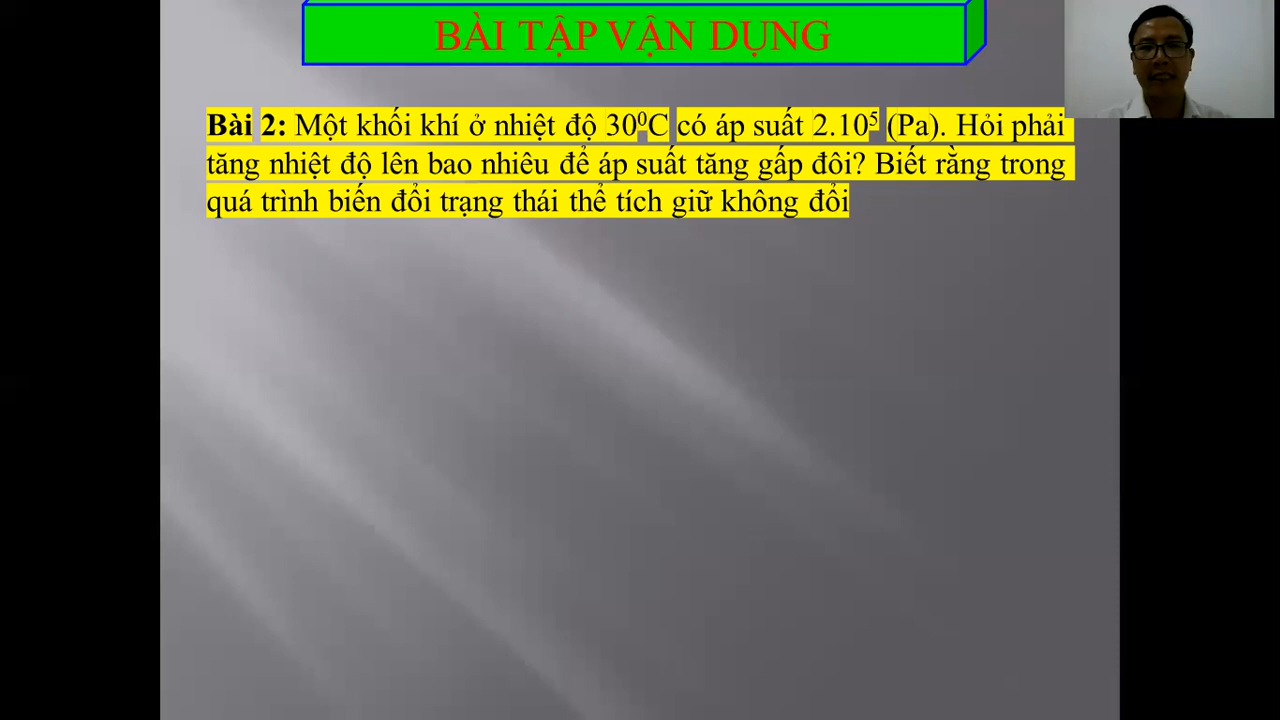 BÀI TẬP VẬN DỤNG
Bài 2: Một khối khí ở nhiệt độ 30⁰C có áp suất 2.10⁵ (Pa). Hỏi phải
tăng nhiệt độ lên bao nhiêu để áp suất tăng gấp đôi? Biết rằng trong
quá trình biến đổi trạng thái thể tích giữ không đổi